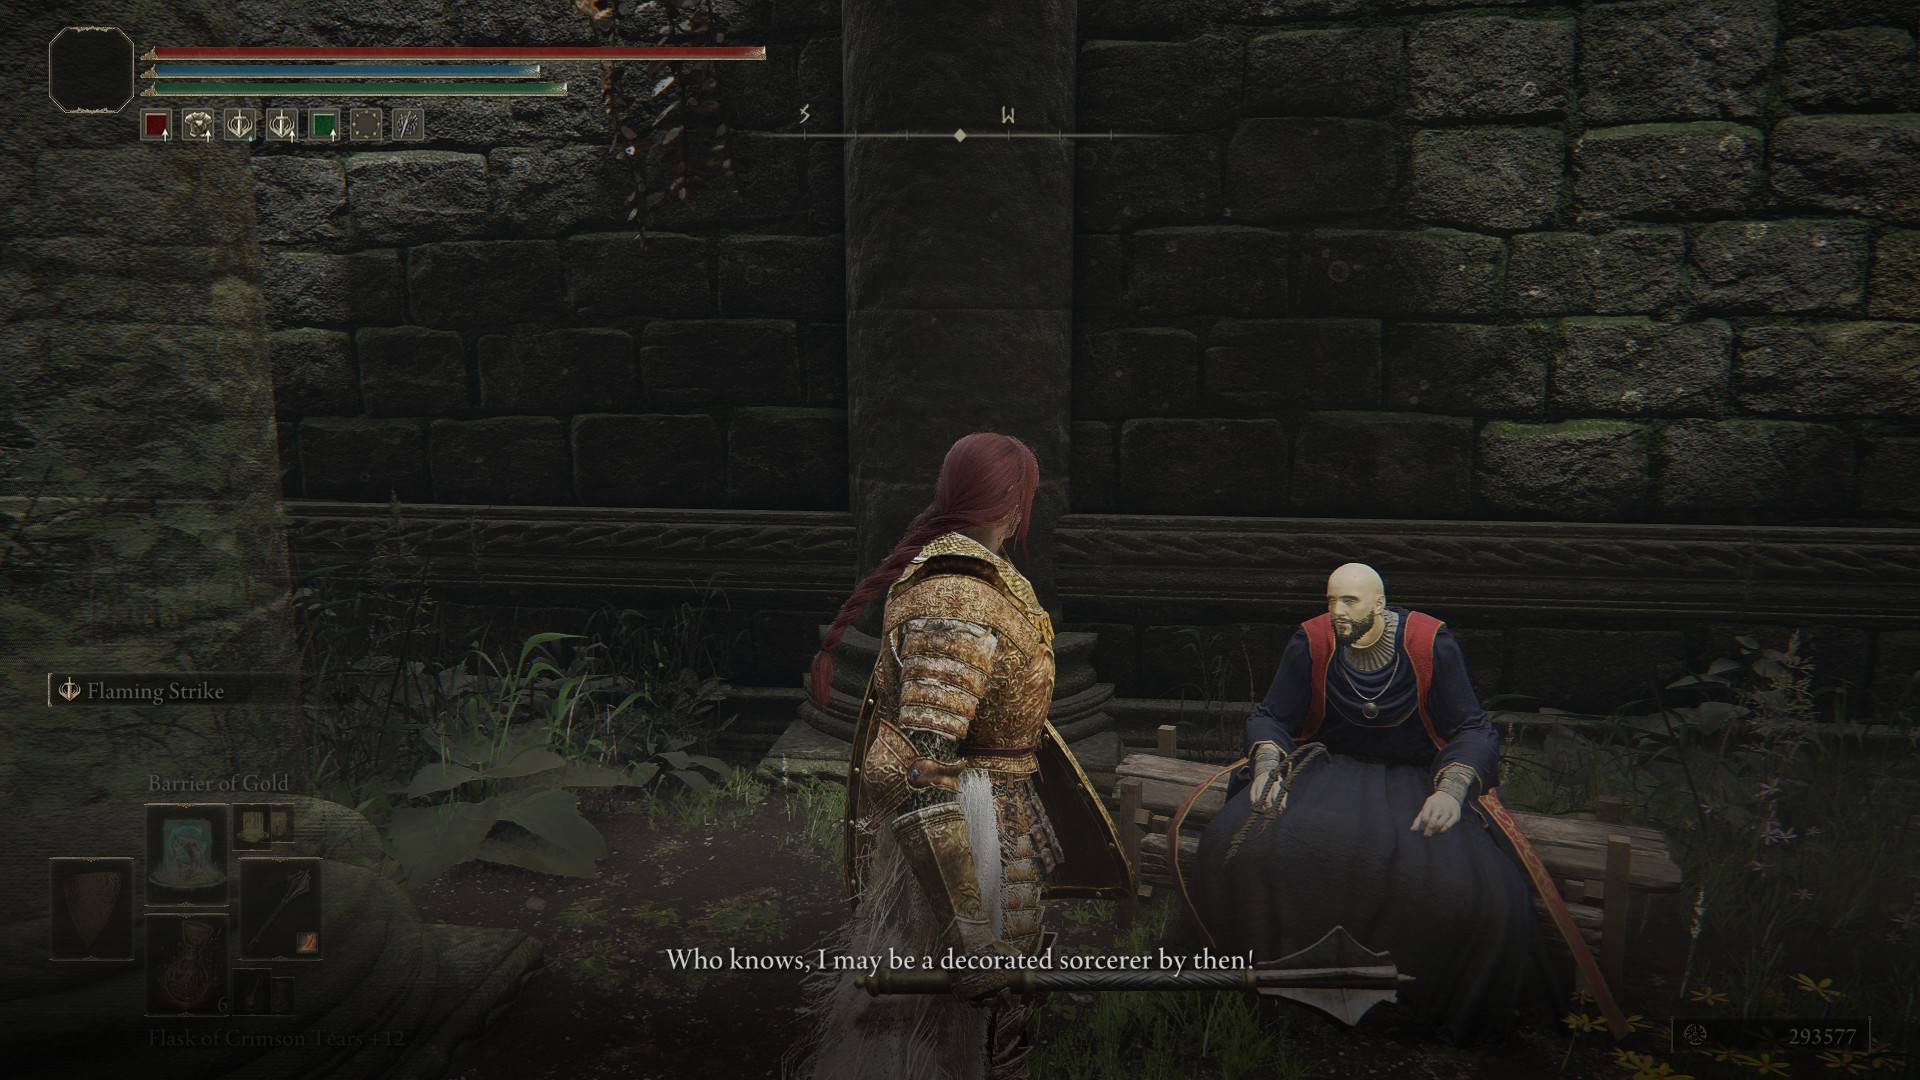 S W
Flaming Strike
Barrier of Gold
6
Flask of Crimson Tears +12
Who knows, I may be a decorated sorcerer by then!
293577